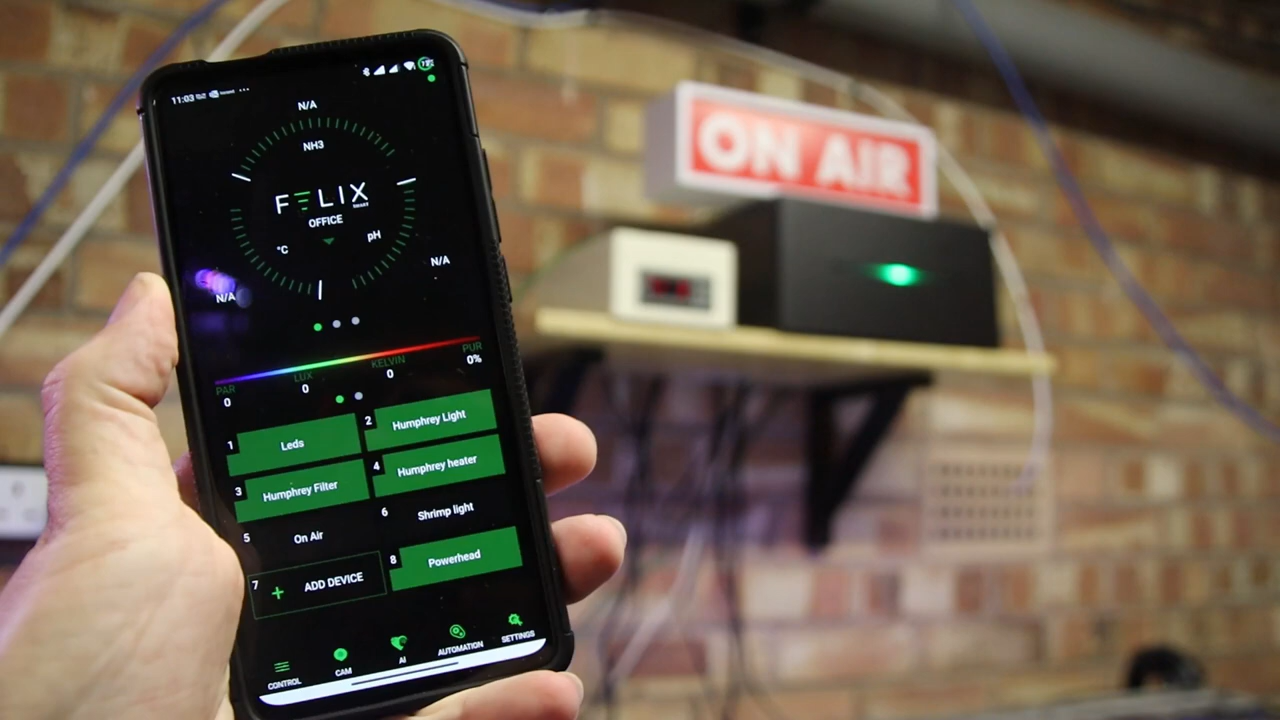 11:03
N/A
NH3
FELIX
SMART
OFFICE
°C
pH
N/A
N/A
PAR
0
LUX
0
KELVIN
0
PUR
0%
1
Leds
2
Humphrey Light
3
Humphrey Filter
4
Humphrey heater
5
On Air
6
Shrimp light
7
+ ADD DEVICE
8
Powerhead
CONTROL
CAM
AI
AUTOMATION
SETTINGS
ON AIR